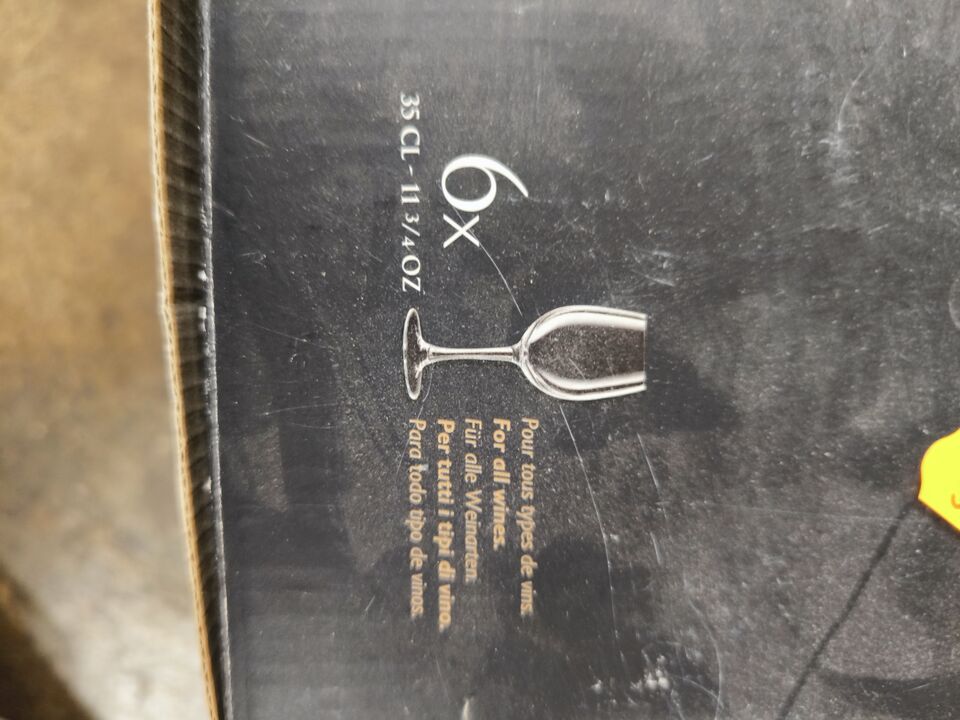 6x
35 CL - 11 3/4 OZ
Pour tous types de vins.
For all wines.
Für alle Weinarten.
Per tutti i tipi di vino.
Para todo tipo de vinos.